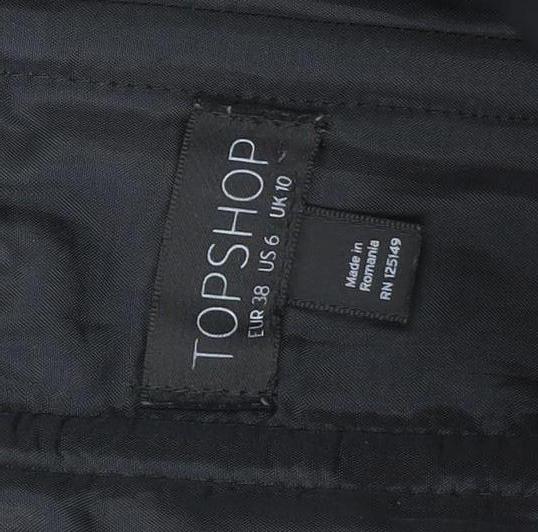 TOPSHOP
EUR 38 US 6 UK 10
Made in
Romania
RN 125149